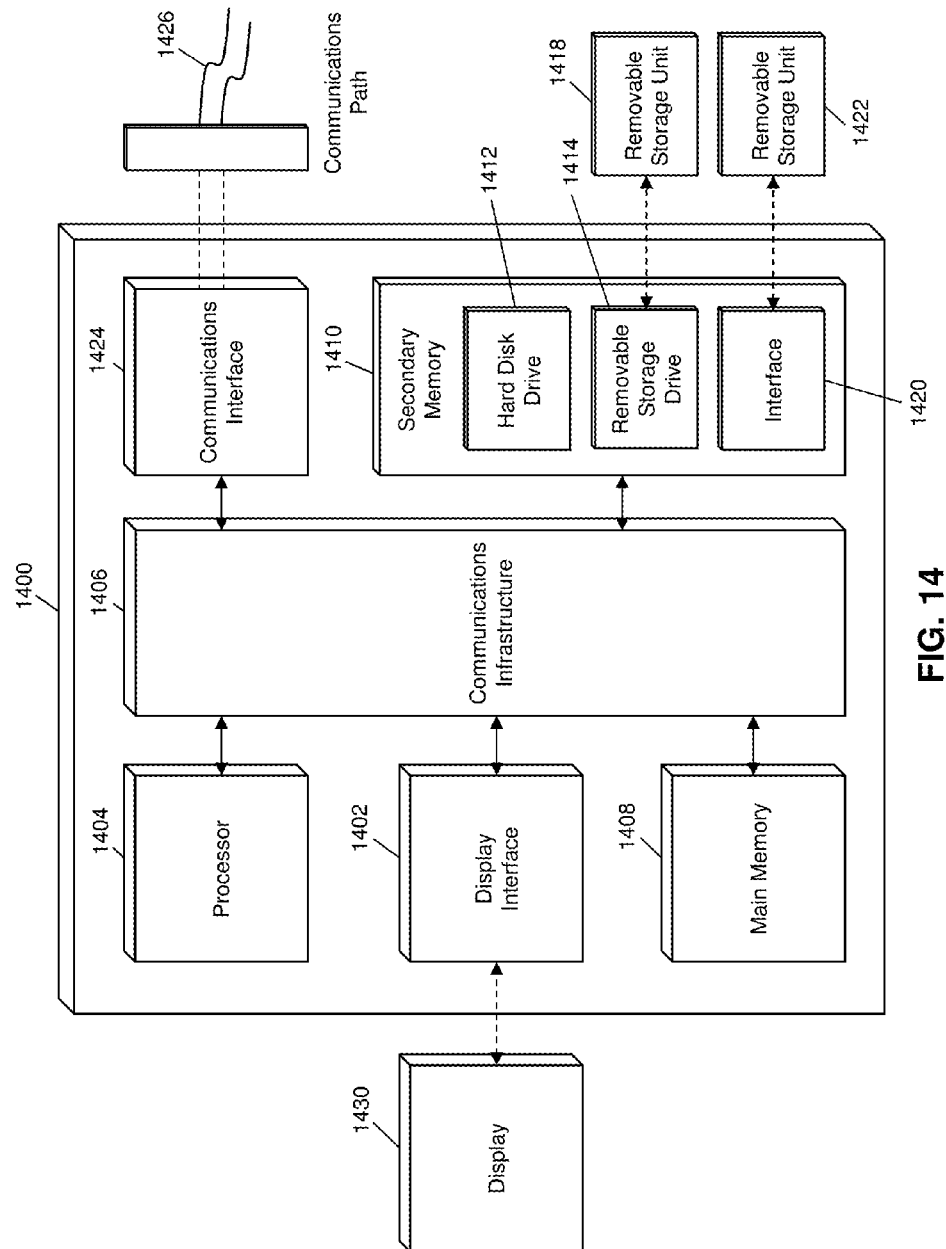 1400
1404
Processor
1406
Communications
Infrastructure
1424
Communications
Interface
1426
Communications
Path
1430
Display
1402
Display
Interface
1408
Main Memory
1410
Secondary
Memory
1412
Hard Disk
Drive
1414
Removable
Storage
Drive
1418
Removable
Storage Unit
Interface
1420
Removable
Storage Unit
1422
FIG. 14